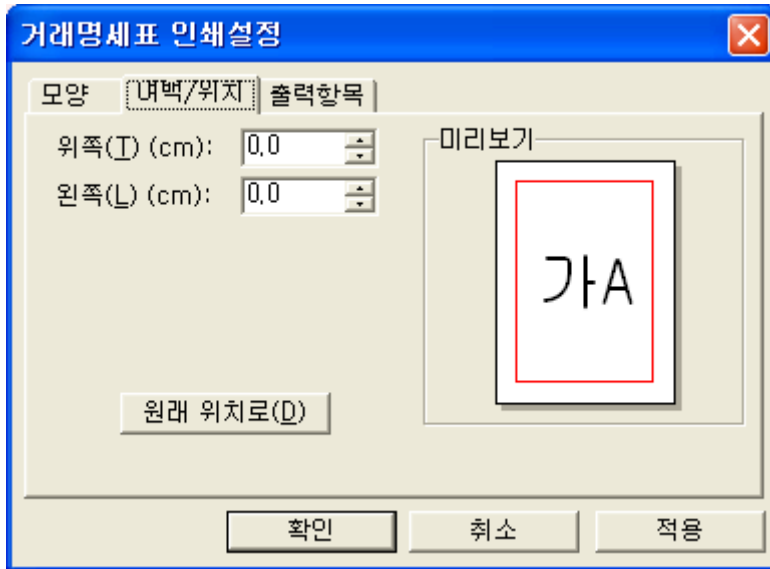 거래명세표 인쇄설정
모양 여백/위치 출력항목
위쪽(T) (cm): 0.0
왼쪽(L) (cm): 0.0
미리보기
가A
원래 위치로(D)
확인 취소 적용